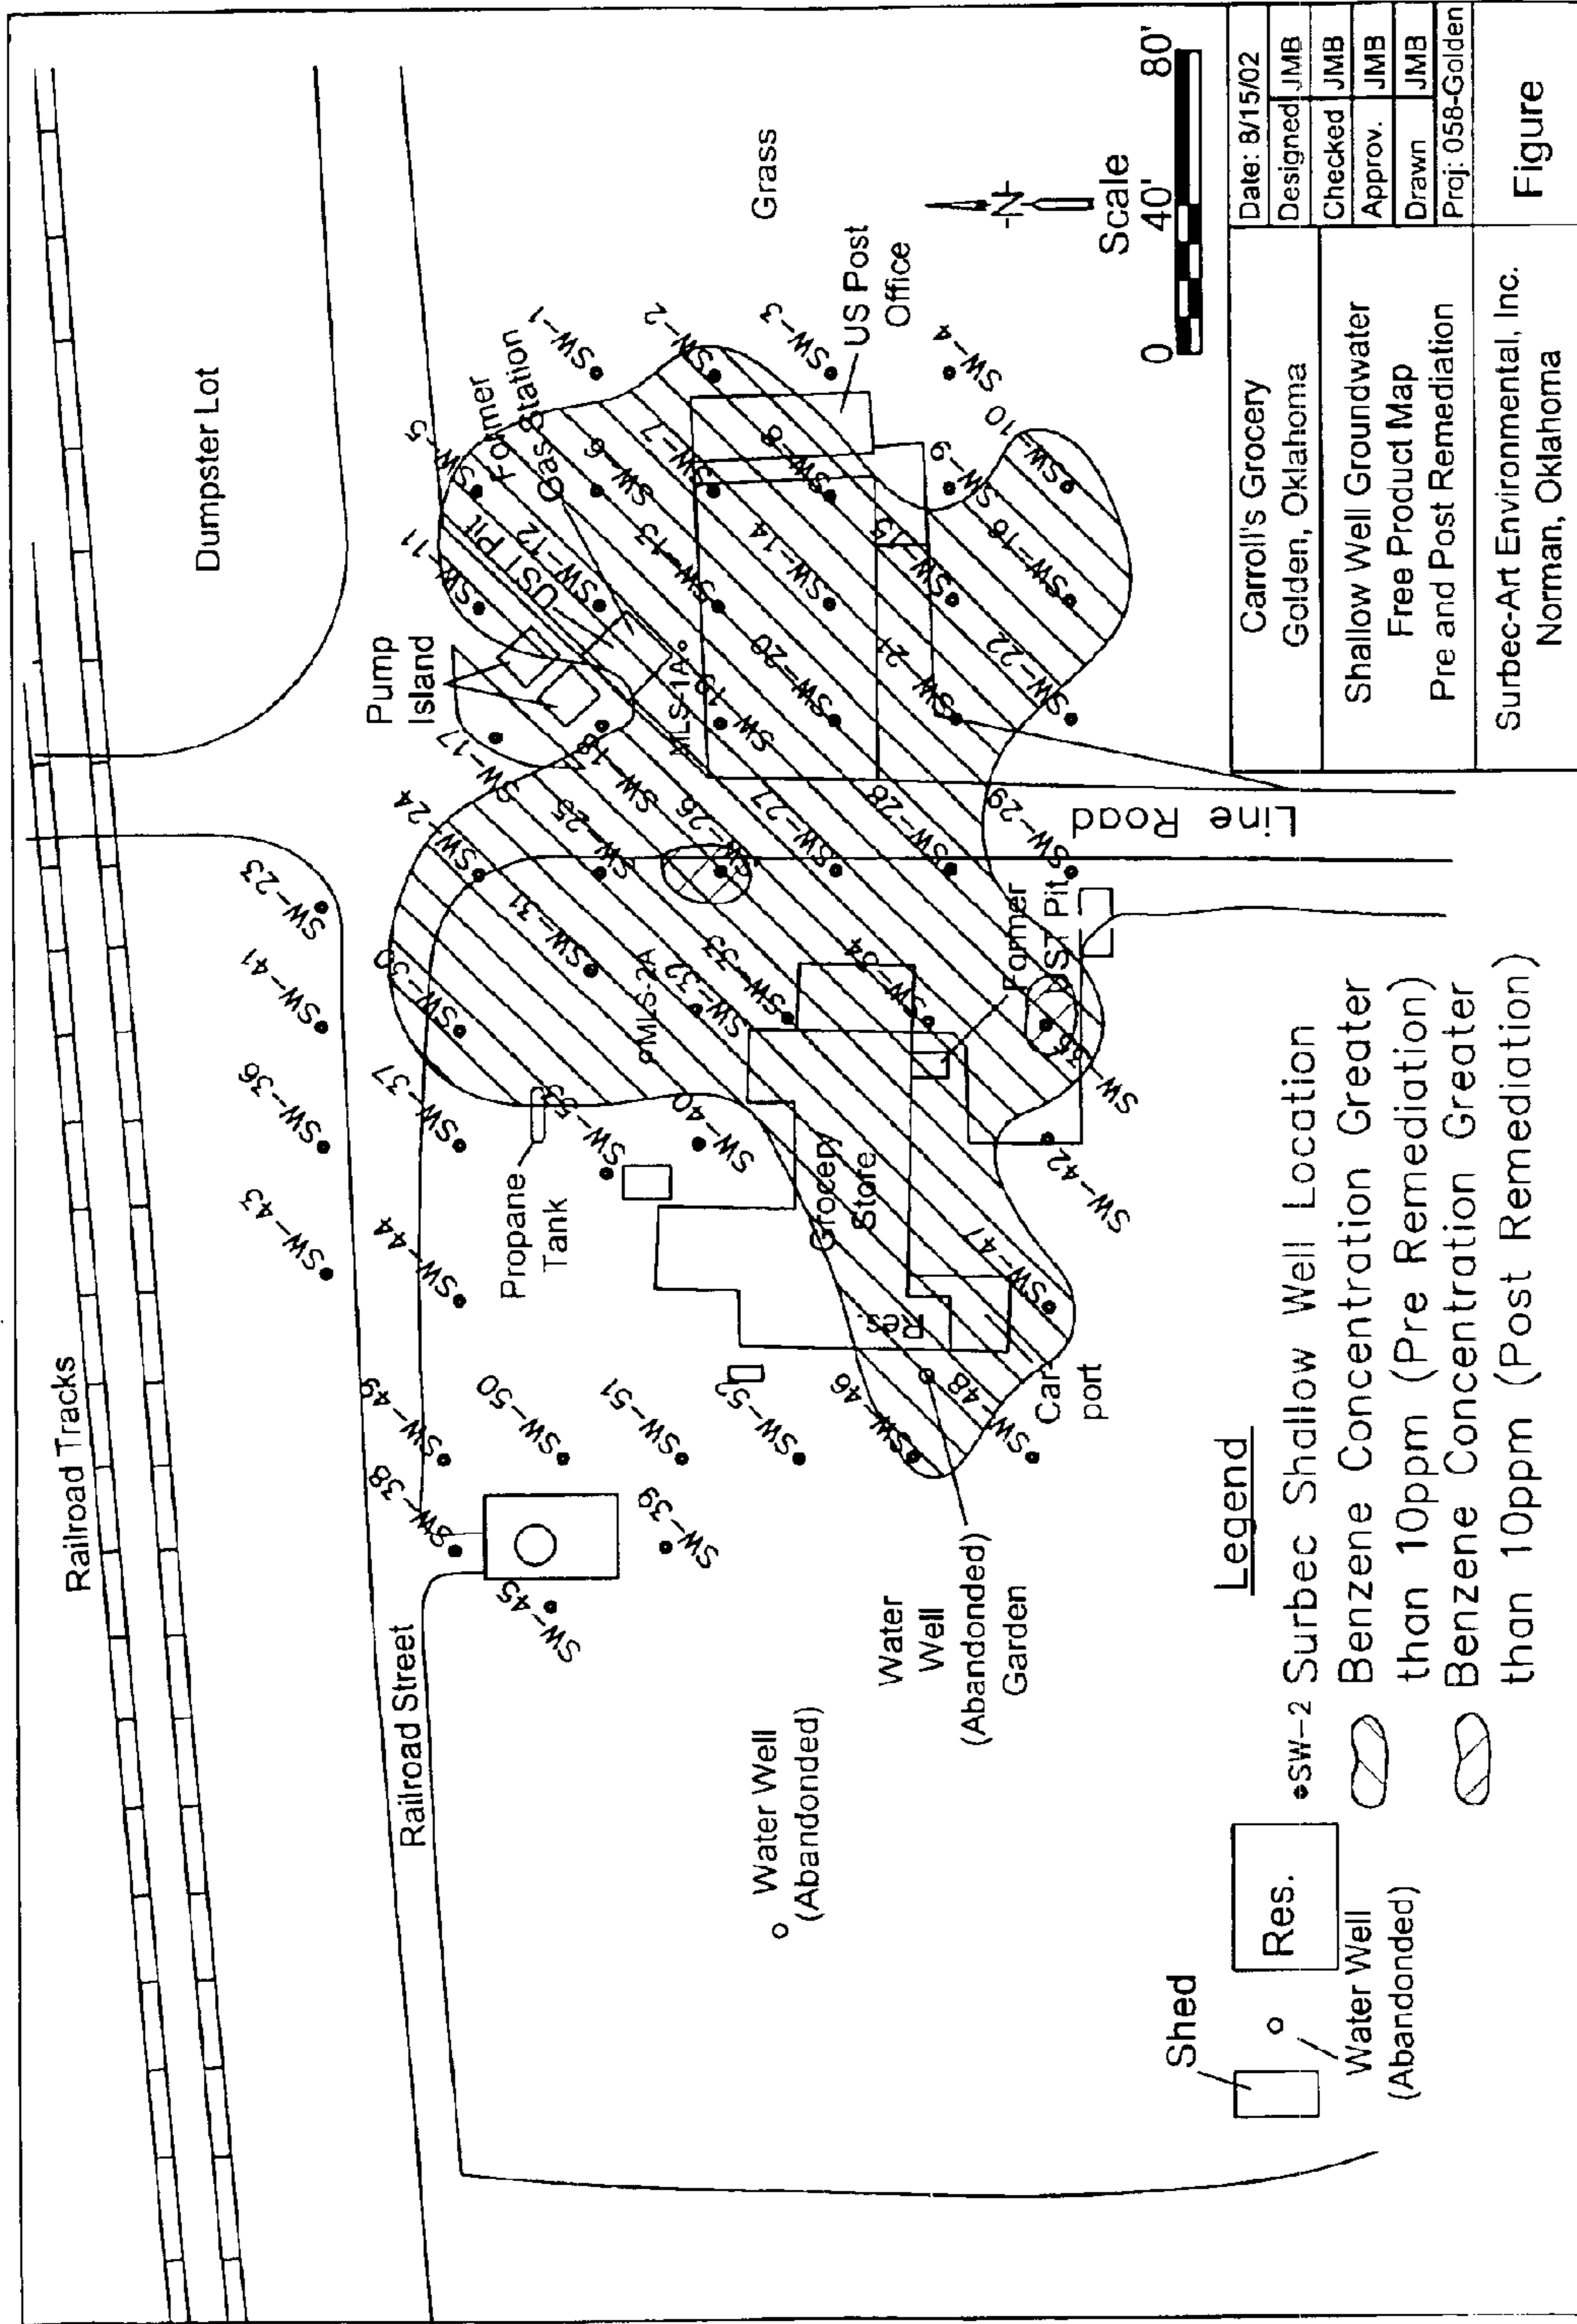 Railroad Tracks
Dumpster Lot
Railroad Street
Pump
Island
Former
Gas Station
UST Pit
Grass
US Post
Office
Propane
Tank
Grocery
Store
Res.
Car-
port
Former
UST Pit
Line Road
Water Well
(Abandonded)
Water
Well
(Abandonded)
Garden
Shed
Res.
Water Well
(Abandonded)
SW-1
SW-2
SW-3
SW-4
SW-5
SW-6
SW-7
SW-8
SW-9
SW-10
SW-11
SW-12
SW-13
SW-14
SW-15
SW-16
SW-17
SW-18
SW-19
SW-20
SW-21
SW-22
SW-23
SW-24
SW-25
SW-26
SW-27
SW-28
SW-29
SW-30
SW-31
SW-32
SW-33
SW-34
SW-36
SW-36
SW-37
SW-38
SW-39
SW-40
SW-41
SW-42
SW-43
SW-44
SW-45
SW-46
SW-47
SW-48
SW-49
SW-50
SW-51
SW-52
SW-53
MLS-1A
MLS-2A
N
Scale
0 40' 80'
Legend
SW-2 Surbec Shallow Well Location
Benzene Concentration Greater
than 10ppm (Pre Remediation)
Benzene Concentration Greater
than 10ppm (Post Remediation)
Carroll's Grocery
Golden, Oklahoma
Shallow Well Groundwater
Free Product Map
Pre and Post Remediation
Surbec-Art Environmental, Inc.
Norman, Oklahoma
Date: 8/15/02
Designed JMB
Checked JMB
Approv. JMB
Drawn JMB
Proj: 058-Golden
Figure